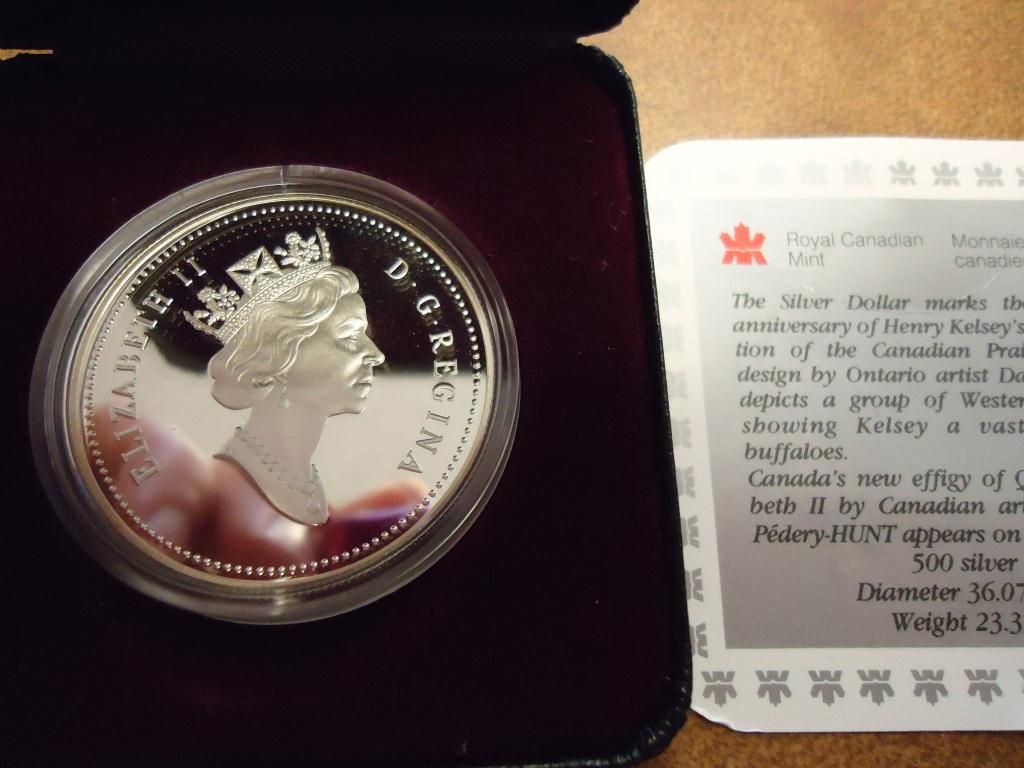 ELIZABETH II
D.G.REGINA
Royal Canadian
Mint
Monnaie
canadien
The Silver Dollar marks the
anniversary of Henry Kelsey's
tion of the Canadian Prai
design by Ontario artist Da
depicts a group of Wester
showing Kelsey a vast
buffaloes.
Canada's new effigy of Q
beth II by Canadian art
Pédery-HUNT appears on
500 silver
Diameter 36.07
Weight 23.3